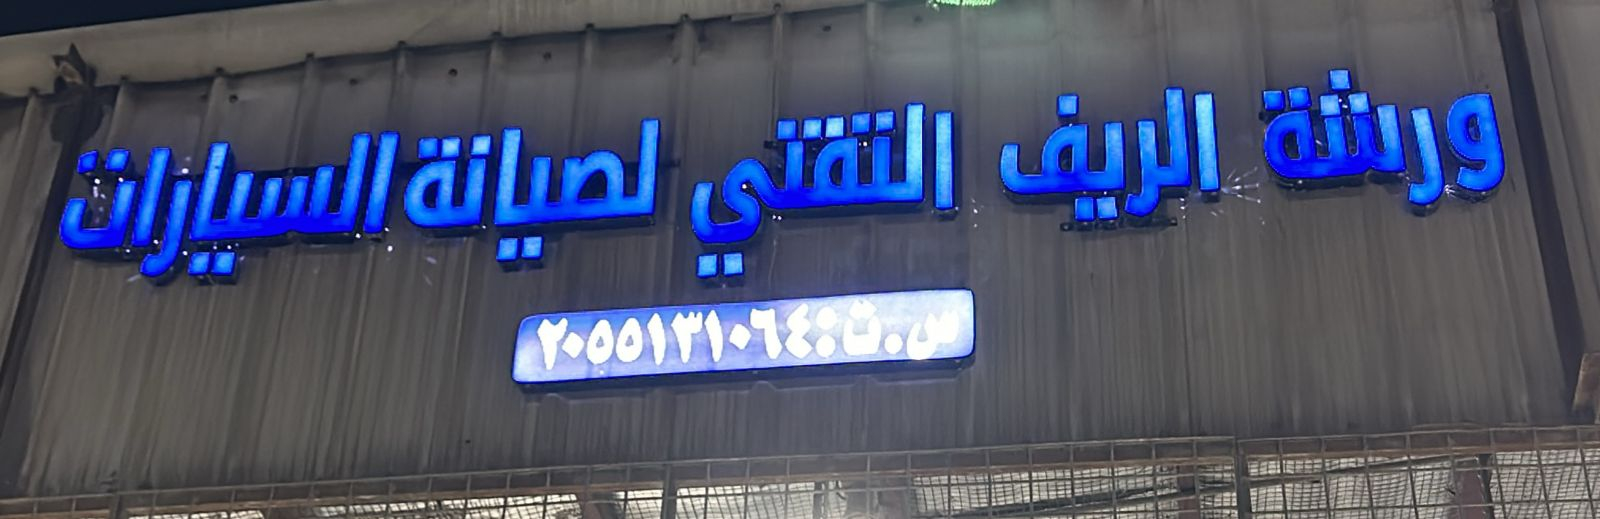 ورشة الريف التقني لصيانة السيارات
س.ت:٢٠٥٥١٣١٠٦٤